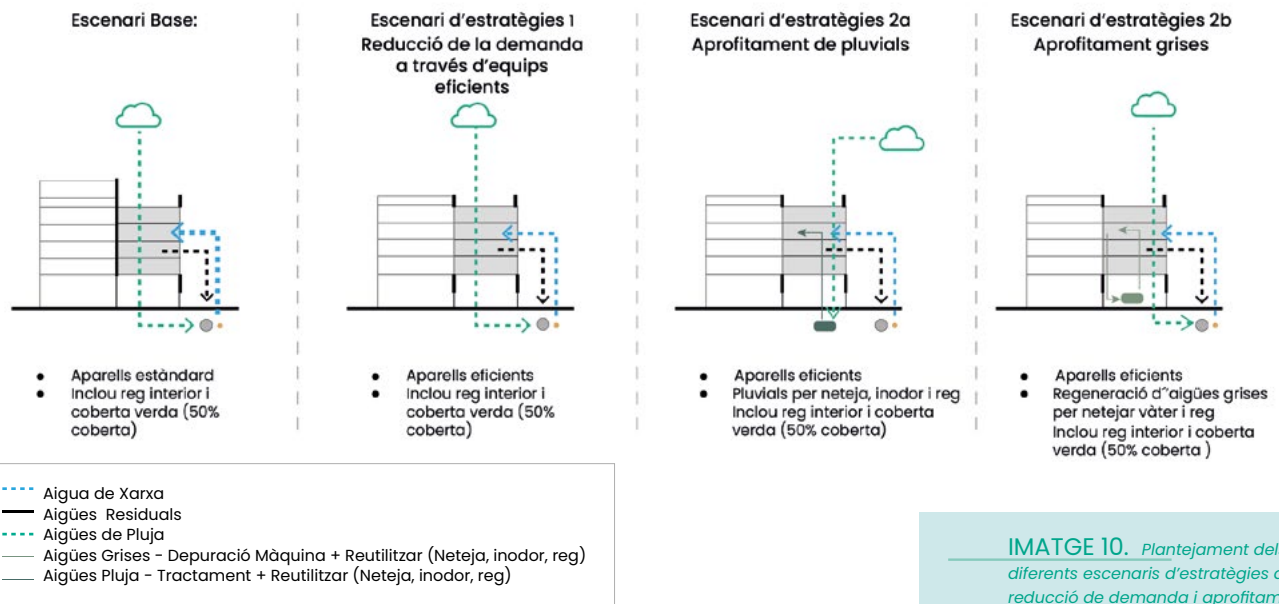 Escenari Base:
Escenari d'estratègies 1
Reducció de la demanda
a través d'equips
eficients
Escenari d'estratègies 2a
Aprofitament de pluvials
Escenari d'estratègies 2b
Aprofitament grises
● Aparells estàndard
● Inclou reg interior i
coberta verda (50%
coberta)
● Aparells eficients
● Inclou reg interior i
coberta verda (50%
coberta)
● Aparells eficients
● Pluvials per neteja, inodor i reg
Inclou reg interior i coberta
verda (50% coberta)
● Aparells eficients
● Regeneració d''aigües grises
per netejar vàter i reg
Inclou reg interior i coberta
verda (50% coberta )
Aigua de Xarxa
Aigües Residuals
Aigües de Pluja
Aigües Grises - Depuració Màquina + Reutilitzar (Neteja, inodor, reg)
Aigües Pluja - Tractament + Reutilitzar (Neteja, inodor, reg)
IMATGE 10. Plantejament dels
diferents escenaris d'estratègies
reducció de demanda i